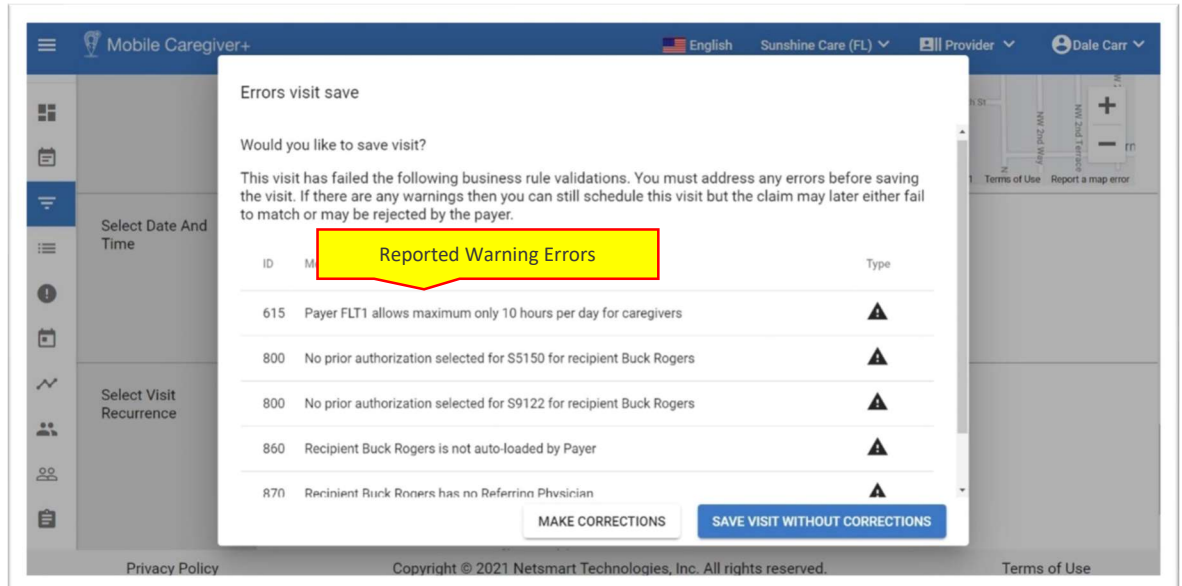 Mobile Caregiver+
English
Sunshine Care (FL)
Provider
Dale Carr
Errors visit save
Would you like to save visit?
This visit has failed the following business rule validations. You must address any errors before saving
the visit. If there are any warnings then you can still schedule this visit but the claim may later either fail
to match or may be rejected by the payer.
Reported Warning Errors
ID
Type
615 Payer FLT1 allows maximum only 10 hours per day for caregivers
800 No prior authorization selected for S5150 for recipient Buck Rogers
800 No prior authorization selected for S9122 for recipient Buck Rogers
860 Recipient Buck Rogers is not auto-loaded by Payer
870 Recipient Buck Rogers has no Referring Physician
MAKE CORRECTIONS
SAVE VISIT WITHOUT CORRECTIONS
Select Date And
Time
Select Visit
Recurrence
NW 2nd Way
NW 2nd Terrace
+
−
Terms of Use
Report a map error
Privacy Policy
Copyright © 2021 Netsmart Technologies, Inc. All rights reserved.
Terms of Use